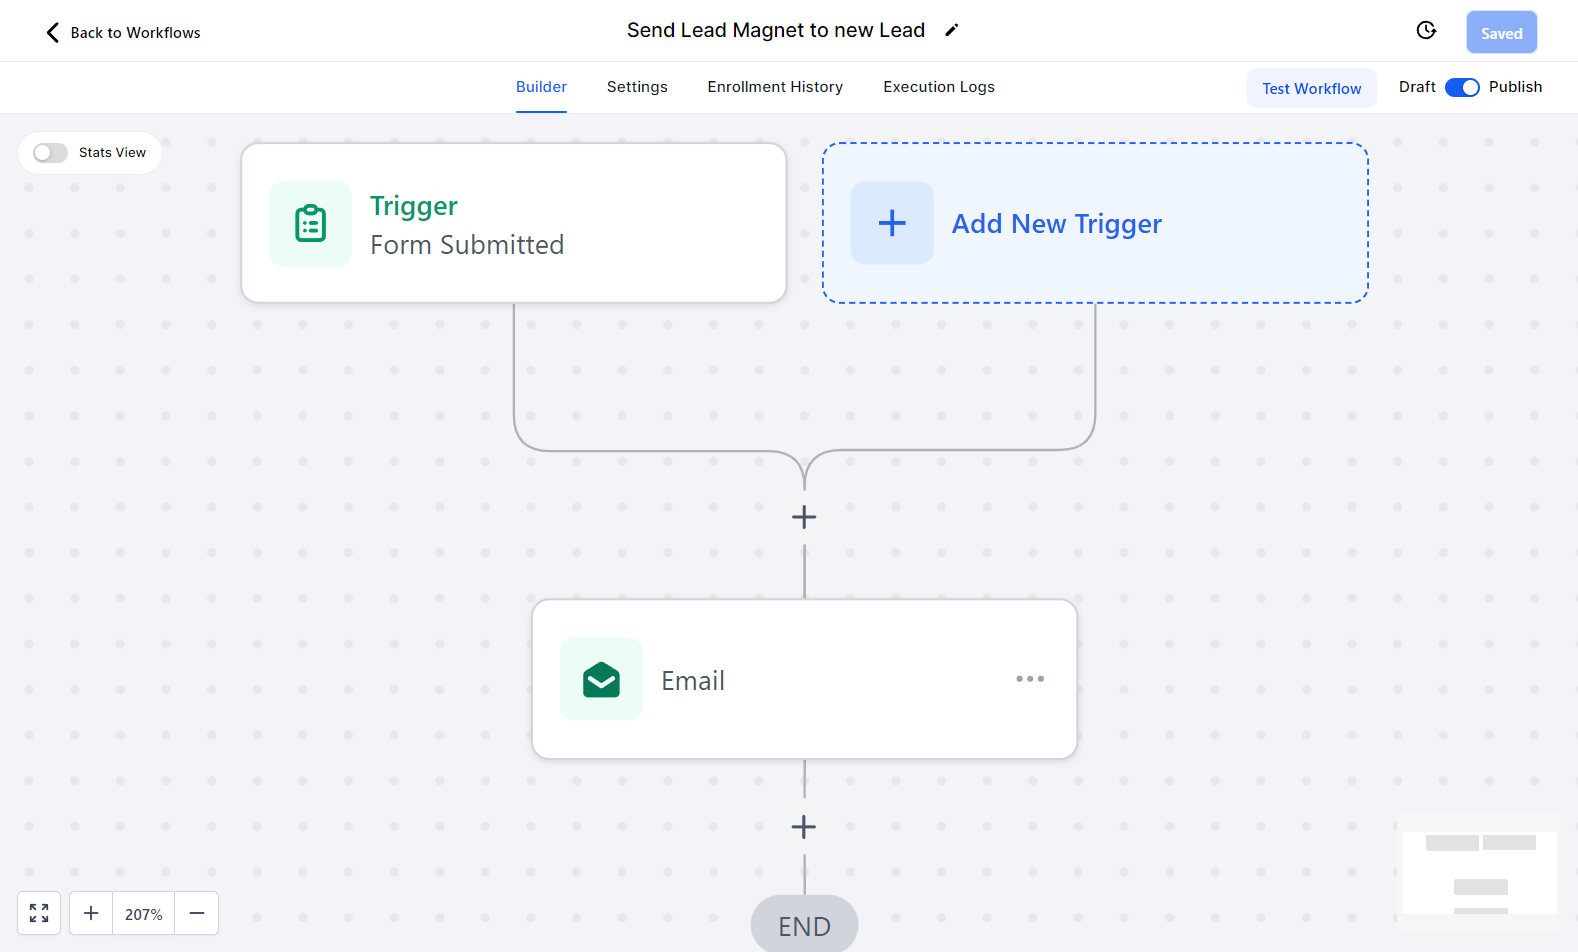 Back to Workflows
Send Lead Magnet to new Lead
Saved
Builder
Settings
Enrollment History
Execution Logs
Test Workflow
Draft
Publish
Stats View
Trigger
Form Submitted
Add New Trigger
Email
207%
END